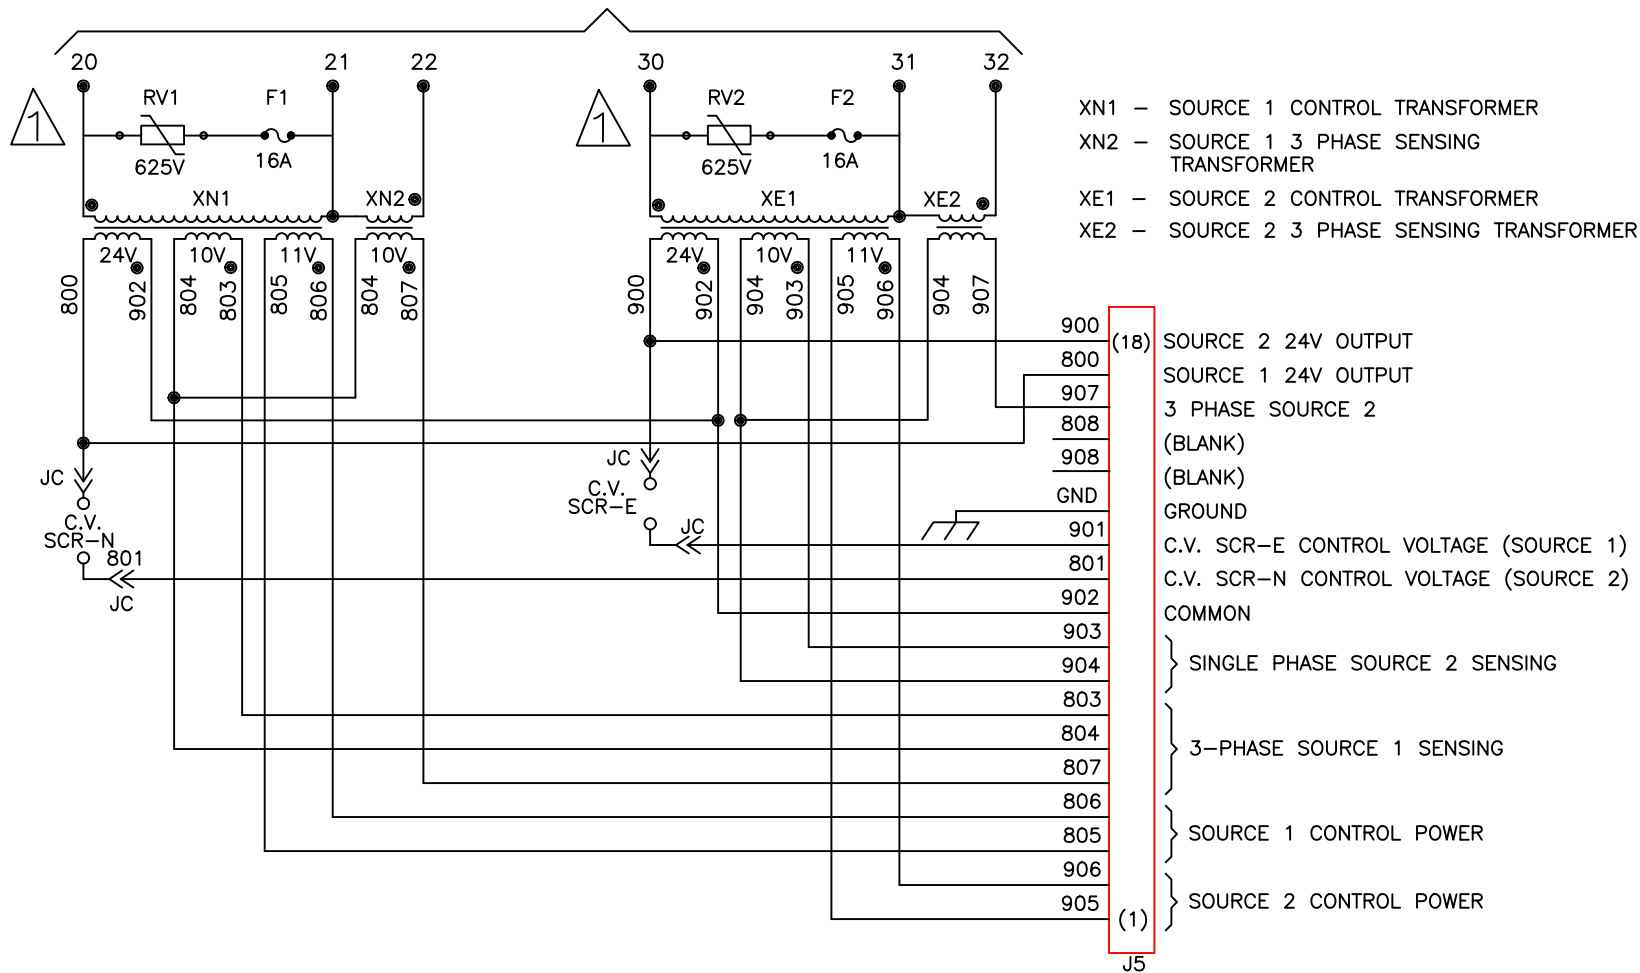 20 21 22 30 31 32
1 RV1 F1 1 RV2 F2
625V 16A 625V 16A
XN1 XN2 XE1 XE2
24V 10V 11V 10V 24V 10V 11V
800 902 804 803 805 806 804 807 900 902 904 903 905 906 904 907
XN1 – SOURCE 1 CONTROL TRANSFORMER
XN2 – SOURCE 1 3 PHASE SENSING
TRANSFORMER
XE1 – SOURCE 2 CONTROL TRANSFORMER
XE2 – SOURCE 2 3 PHASE SENSING TRANSFORMER
JC
C.V.
SCR–N
801
JC
JC
C.V.
SCR–E
JC
900 (18) SOURCE 2 24V OUTPUT
800 SOURCE 1 24V OUTPUT
907 3 PHASE SOURCE 2
808 (BLANK)
908 (BLANK)
GND GROUND
901 C.V. SCR–E CONTROL VOLTAGE (SOURCE 1)
801 C.V. SCR–N CONTROL VOLTAGE (SOURCE 2)
902 COMMON
903
904 SINGLE PHASE SOURCE 2 SENSING
803
804 3–PHASE SOURCE 1 SENSING
807
806
805 SOURCE 1 CONTROL POWER
906
905 (1) SOURCE 2 CONTROL POWER
J5